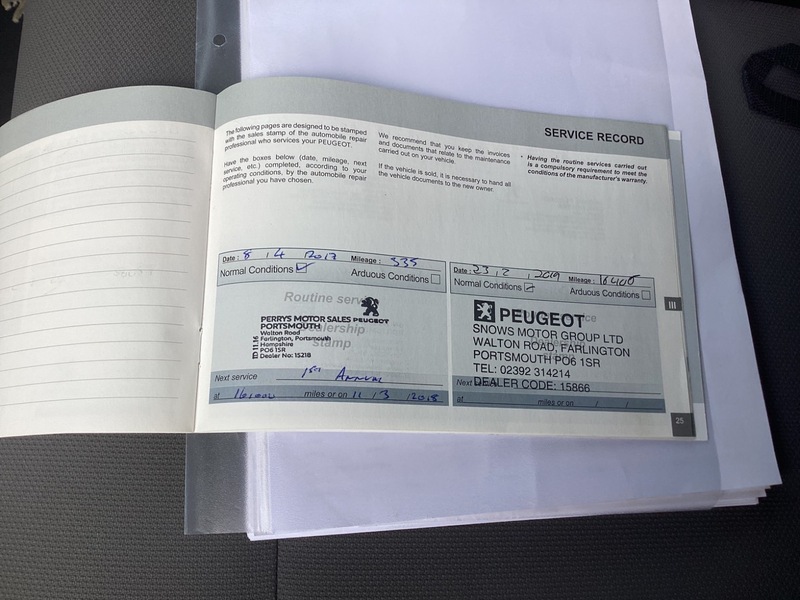 SERVICE RECORD
The following pages are designed to be stamped
with the sales stamp of the automobile repair
professional who services your PEUGEOT.
Have the boxes below (date, mileage, next
service, etc.) completed, according to your
operating conditions, by the automobile repair
professional you have chosen.
We recommend that you keep the invoices
and documents that relate to the maintenance
carried out on your vehicle.
If the vehicle is sold, it is necessary to hand all
the vehicle documents to the new owner.
• Having the routine services carried out
is a compulsory requirement to meet the
conditions of the manufacturer's warranty.
Date : 8 / 4 / 2017 Mileage : 335
Normal Conditions Arduous Conditions
Routine serv
PERRYS MOTOR SALES PEUGEOT
PORTSMOUTH
Dealership
Walton Road
Farlington, Portsmouth
stamp
Hampshire
PO6 1SR
Dealer No: 15218
Next service 1st Annual
at 16,000 miles or on 11 / 3 / 2018
Date : 23 / 2 / 2019 Mileage : 16400
Normal Conditions Arduous Conditions
PEUGEOT
SNOWS MOTOR GROUP LTD
WALTON ROAD, FARLINGTON
PORTSMOUTH PO6 1SR
TEL: 02392 314214
Next DEALER CODE: 15866
at miles or on / /
III
25